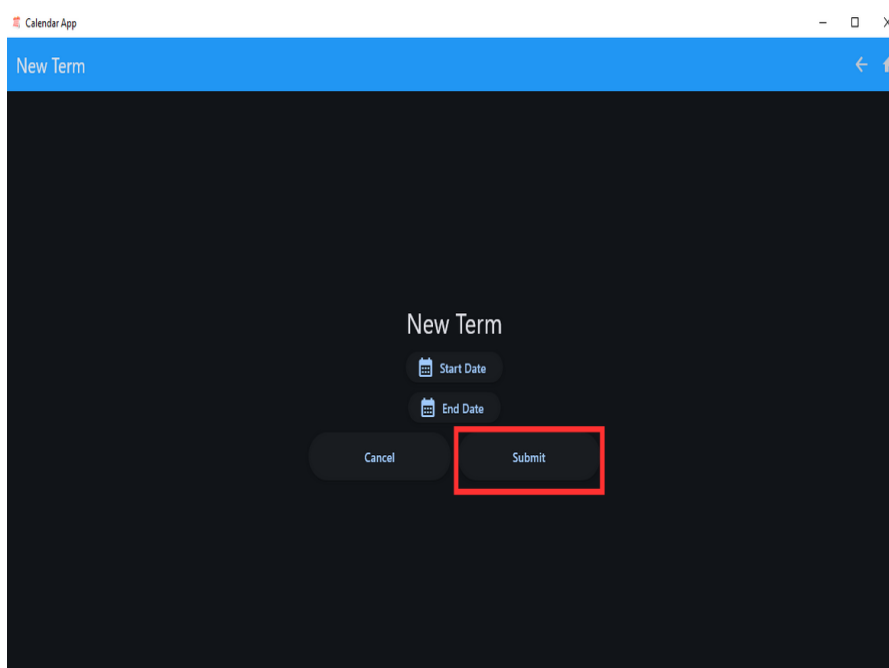 Calendar App
New Term
New Term
Start Date
End Date
Cancel Submit